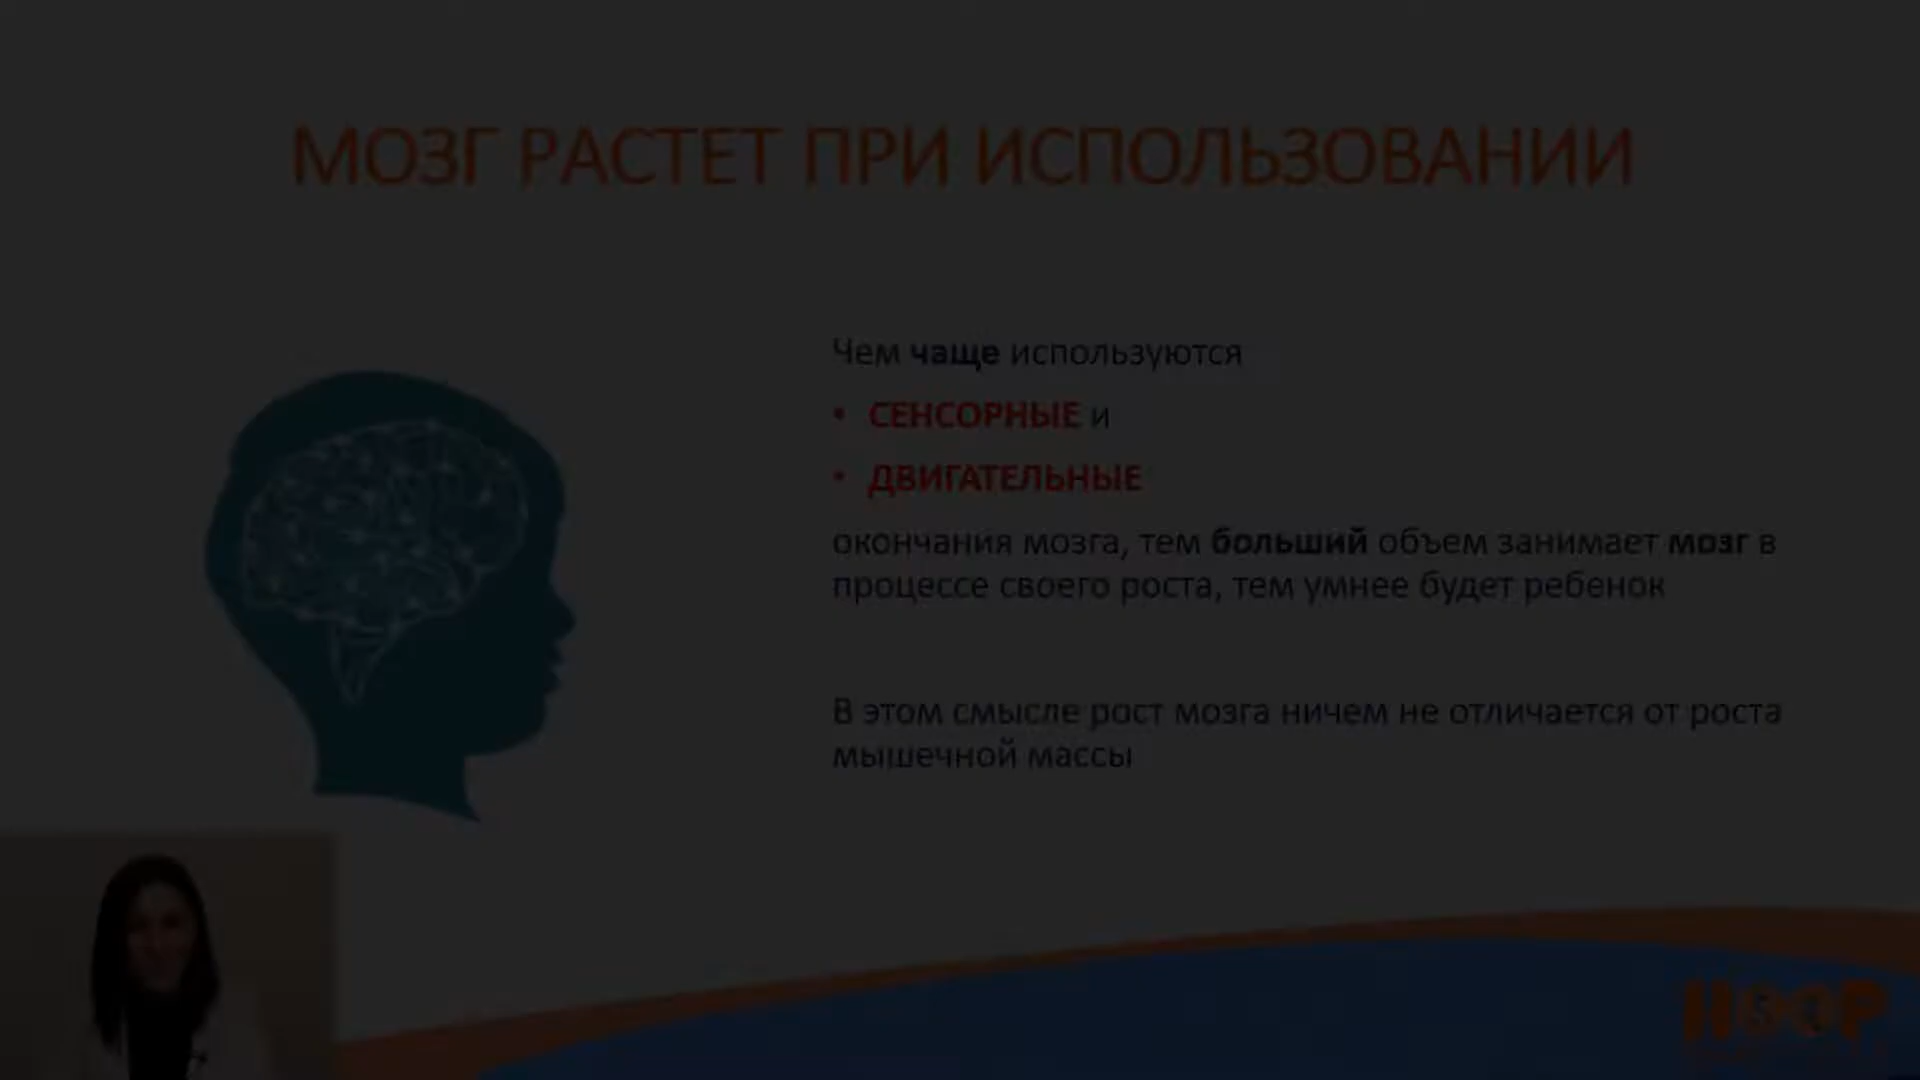 МОЗГ РАСТЕТ ПРИ ИСПОЛЬЗОВАНИИ
Чем чаще используются
• СЕНСОРНЫЕ и
• ДВИГАТЕЛЬНЫЕ
окончания мозга, тем больший объем занимает мозг в
процессе своего роста, тем умнее будет ребенок
В этом смысле рост мозга ничем не отличается от роста
мышечной массы